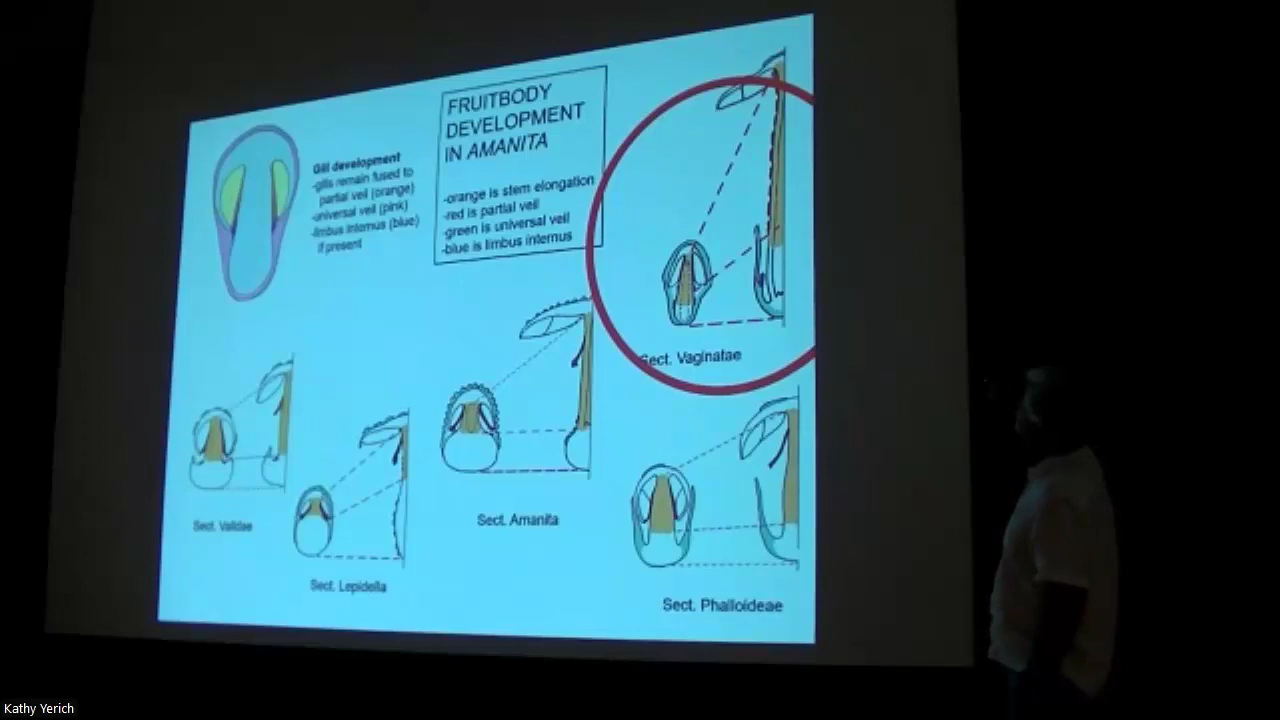 FRUITBODY
DEVELOPMENT
IN AMANITA
-orange is stem elongation
-red is partial veil
-green is universal veil
-blue is limbus internus
Gill development
-gills remain fused to
partial veil (orange)
-universal veil (pink)
-limbus internus (blue)
if present
Sect. Vaginatae
Sect. Validae
Sect. Lepidella
Sect. Amanita
Sect. Phalloideae
Kathy Yerich